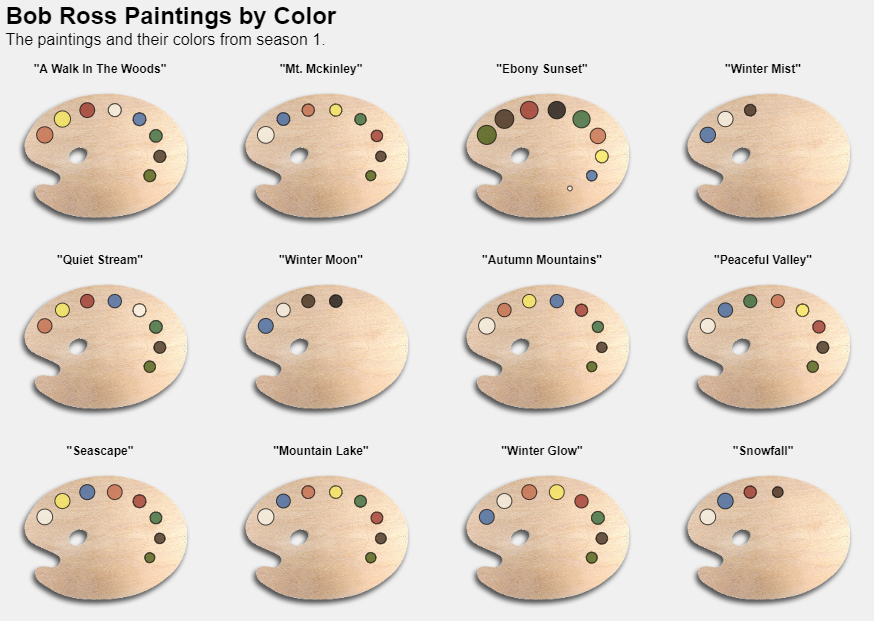 Bob Ross Paintings by Color
The paintings and their colors from season 1.
"A Walk In The Woods" "Mt. Mckinley" "Ebony Sunset" "Winter Mist"
"Quiet Stream" "Winter Moon" "Autumn Mountains" "Peaceful Valley"
"Seascape" "Mountain Lake" "Winter Glow" "Snowfall"